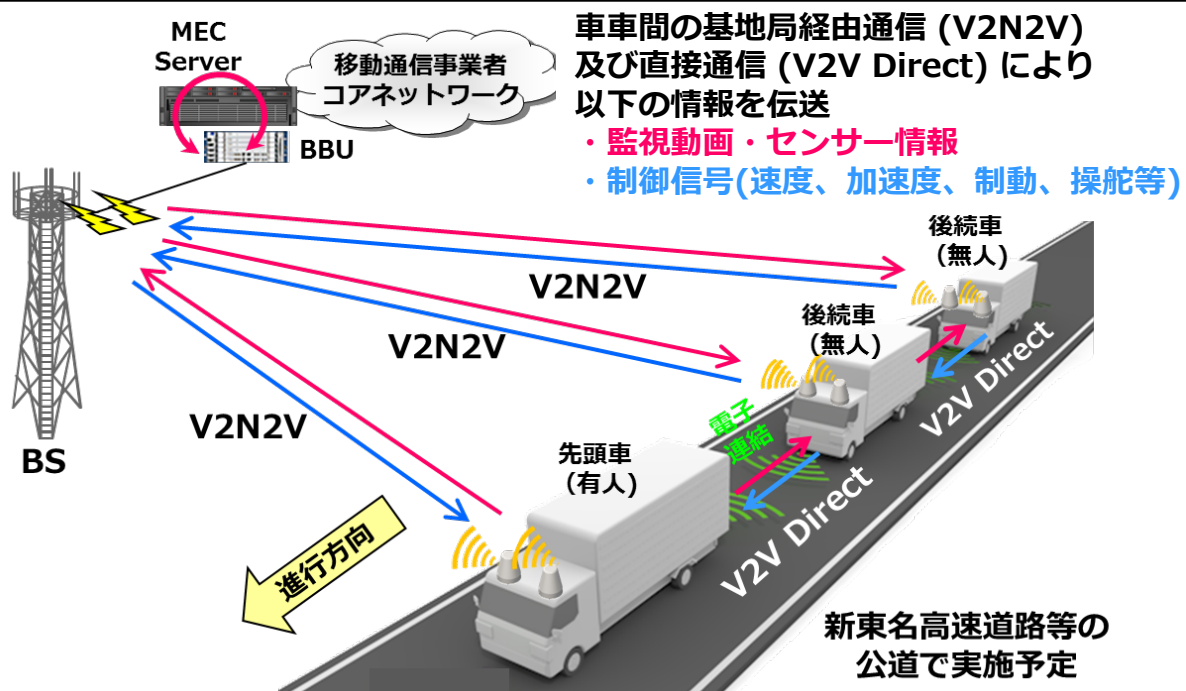 MEC
Server
移動通信事業者
コアネットワーク
BBU
車車間の基地局経由通信 (V2N2V)
及び直接通信 (V2V Direct) により
以下の情報を伝送
・監視動画・センサー情報
・制御信号(速度、加速度、制動、操舵等)
後続車
(無人)
V2N2V
後続車
(無人)
V2N2V
V2V Direct
電子
連結
V2N2V
BS
先頭車
(有人)
V2V Direct
進行方向
新東名高速道路等の
公道で実施予定